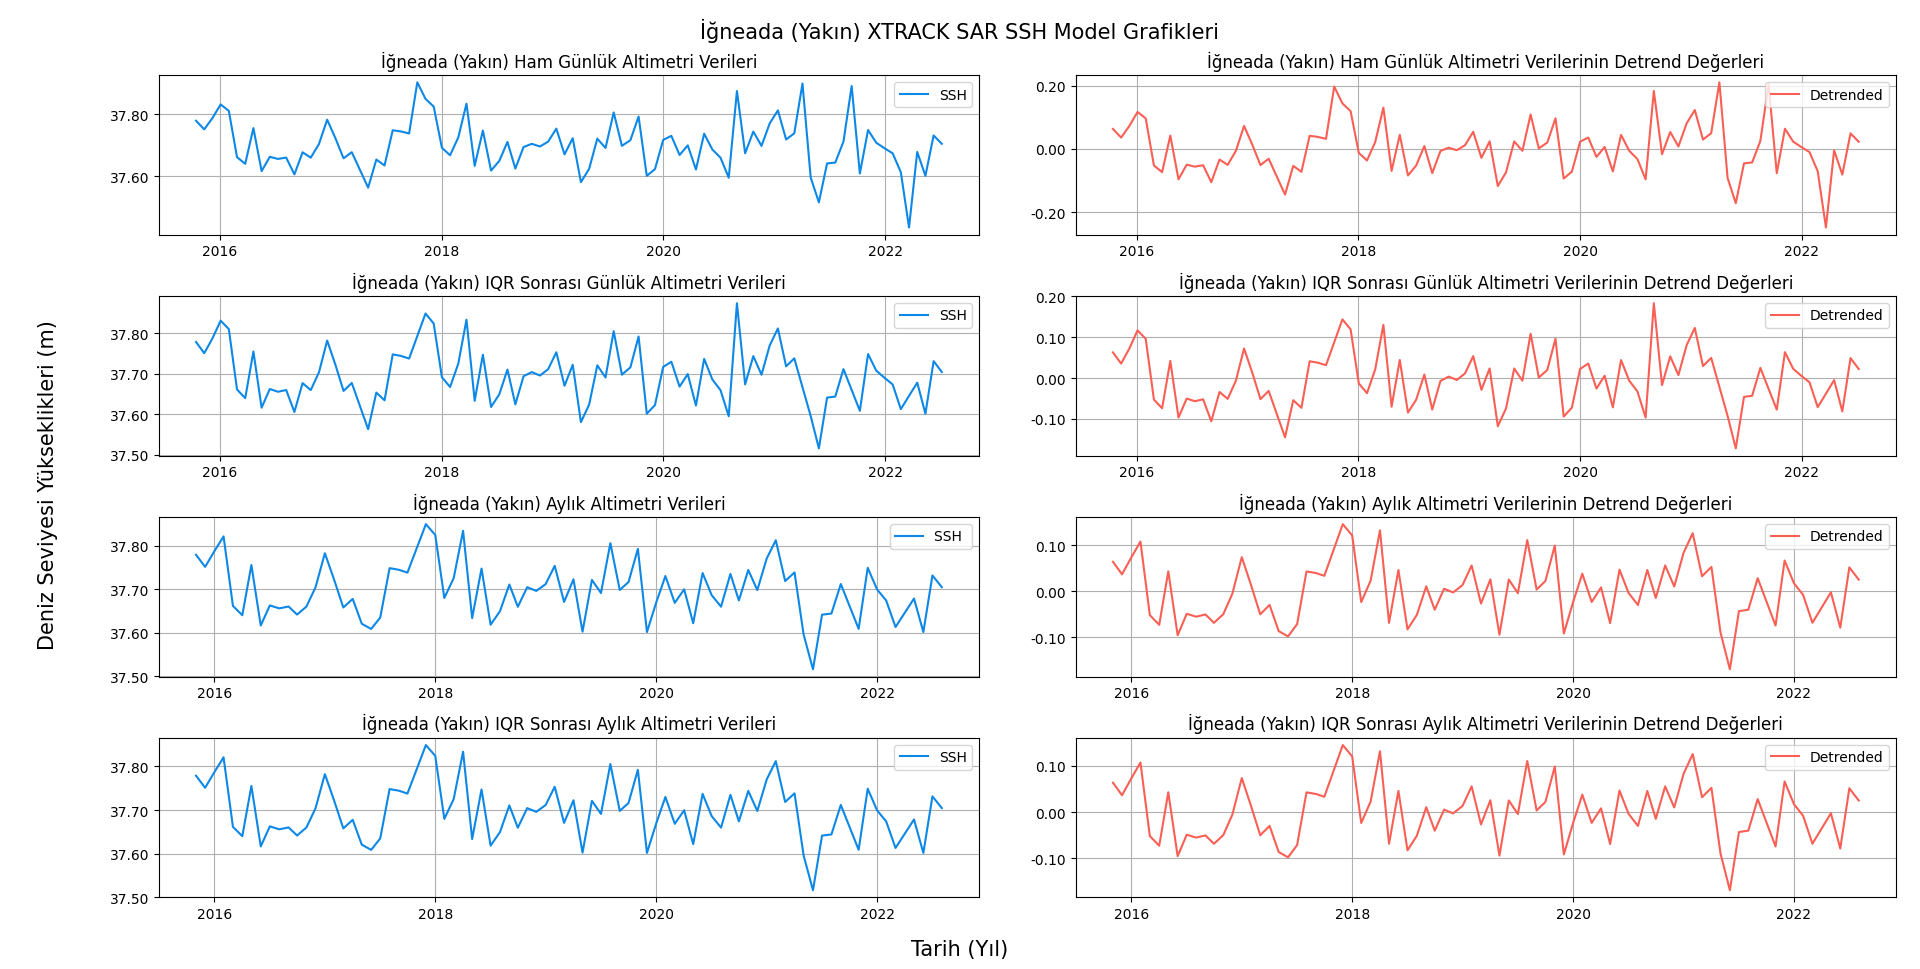 İğneada (Yakın) XTRACK SAR SSH Model Grafikleri
Deniz Seviyesi Yükseklikleri (m)
İğneada (Yakın) Ham Günlük Altimetri Verileri
SSH
37.80
37.60
2016 2018 2020 2022
İğneada (Yakın) Ham Günlük Altimetri Verilerinin Detrend Değerleri
Detrended
0.20
0.00
-0.20
2016 2018 2020 2022
İğneada (Yakın) IQR Sonrası Günlük Altimetri Verileri
SSH
37.80
37.70
37.60
37.50
2016 2018 2020 2022
İğneada (Yakın) IQR Sonrası Günlük Altimetri Verilerinin Detrend Değerleri
Detrended
0.20
0.10
0.00
-0.10
2016 2018 2020 2022
İğneada (Yakın) Aylık Altimetri Verileri
SSH
37.80
37.70
37.60
37.50
2016 2018 2020 2022
İğneada (Yakın) Aylık Altimetri Verilerinin Detrend Değerleri
Detrended
0.10
0.00
-0.10
2016 2018 2020 2022
İğneada (Yakın) IQR Sonrası Aylık Altimetri Verileri
SSH
37.80
37.70
37.60
37.50
2016 2018 2020 2022
İğneada (Yakın) IQR Sonrası Aylık Altimetri Verilerinin Detrend Değerleri
Detrended
0.10
0.00
-0.10
2016 2018 2020 2022
Tarih (Yıl)